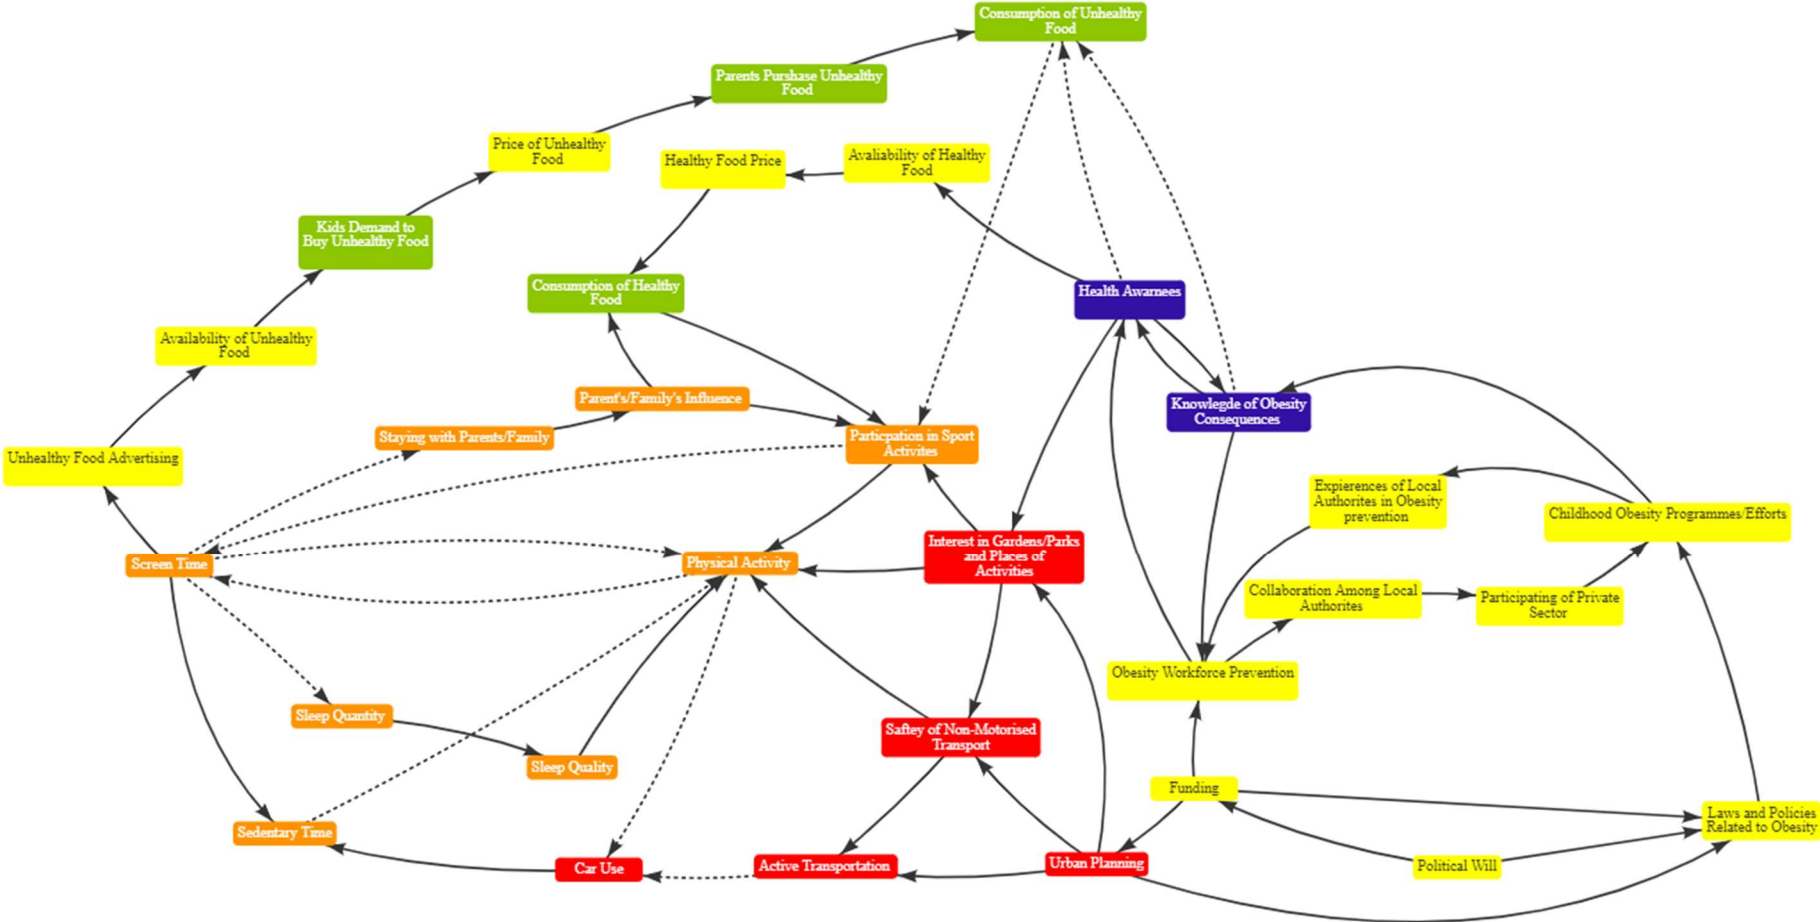 Consumption of Unhealthy
Food
Parents Purshase Unhealthy
Food
Price of Unhealthy
Food
Healthy Food Price
Avaliability of Healthy
Food
Kids Demand to
Buy Unhealthy Food
Consumption of Healthy
Food
Health Awarnees
Availability of Unhealthy
Food
Parent's/Family's Influence
Knowlegde of Obesity
Consequences
Staying with Parents/Family
Particpation in Sport
Activites
Unhealthy Food Advertising
Expierences of Local
Authorites in Obesity
prevention
Childhood Obesity Programmes/Efforts
Screen Time
Physical Activity
Interest in Gardens/Parks
and Places of
Activities
Collaboration Among Local
Authorites
Participating of Private
Sector
Obesity Workforce Prevention
Sleep Quantity
Saftey of Non-Motorised
Transport
Sleep Quality
Funding
Laws and Policies
Related to Obesity
Sedentary Time
Car Use
Active Transportation
Urban Planning
Political Will